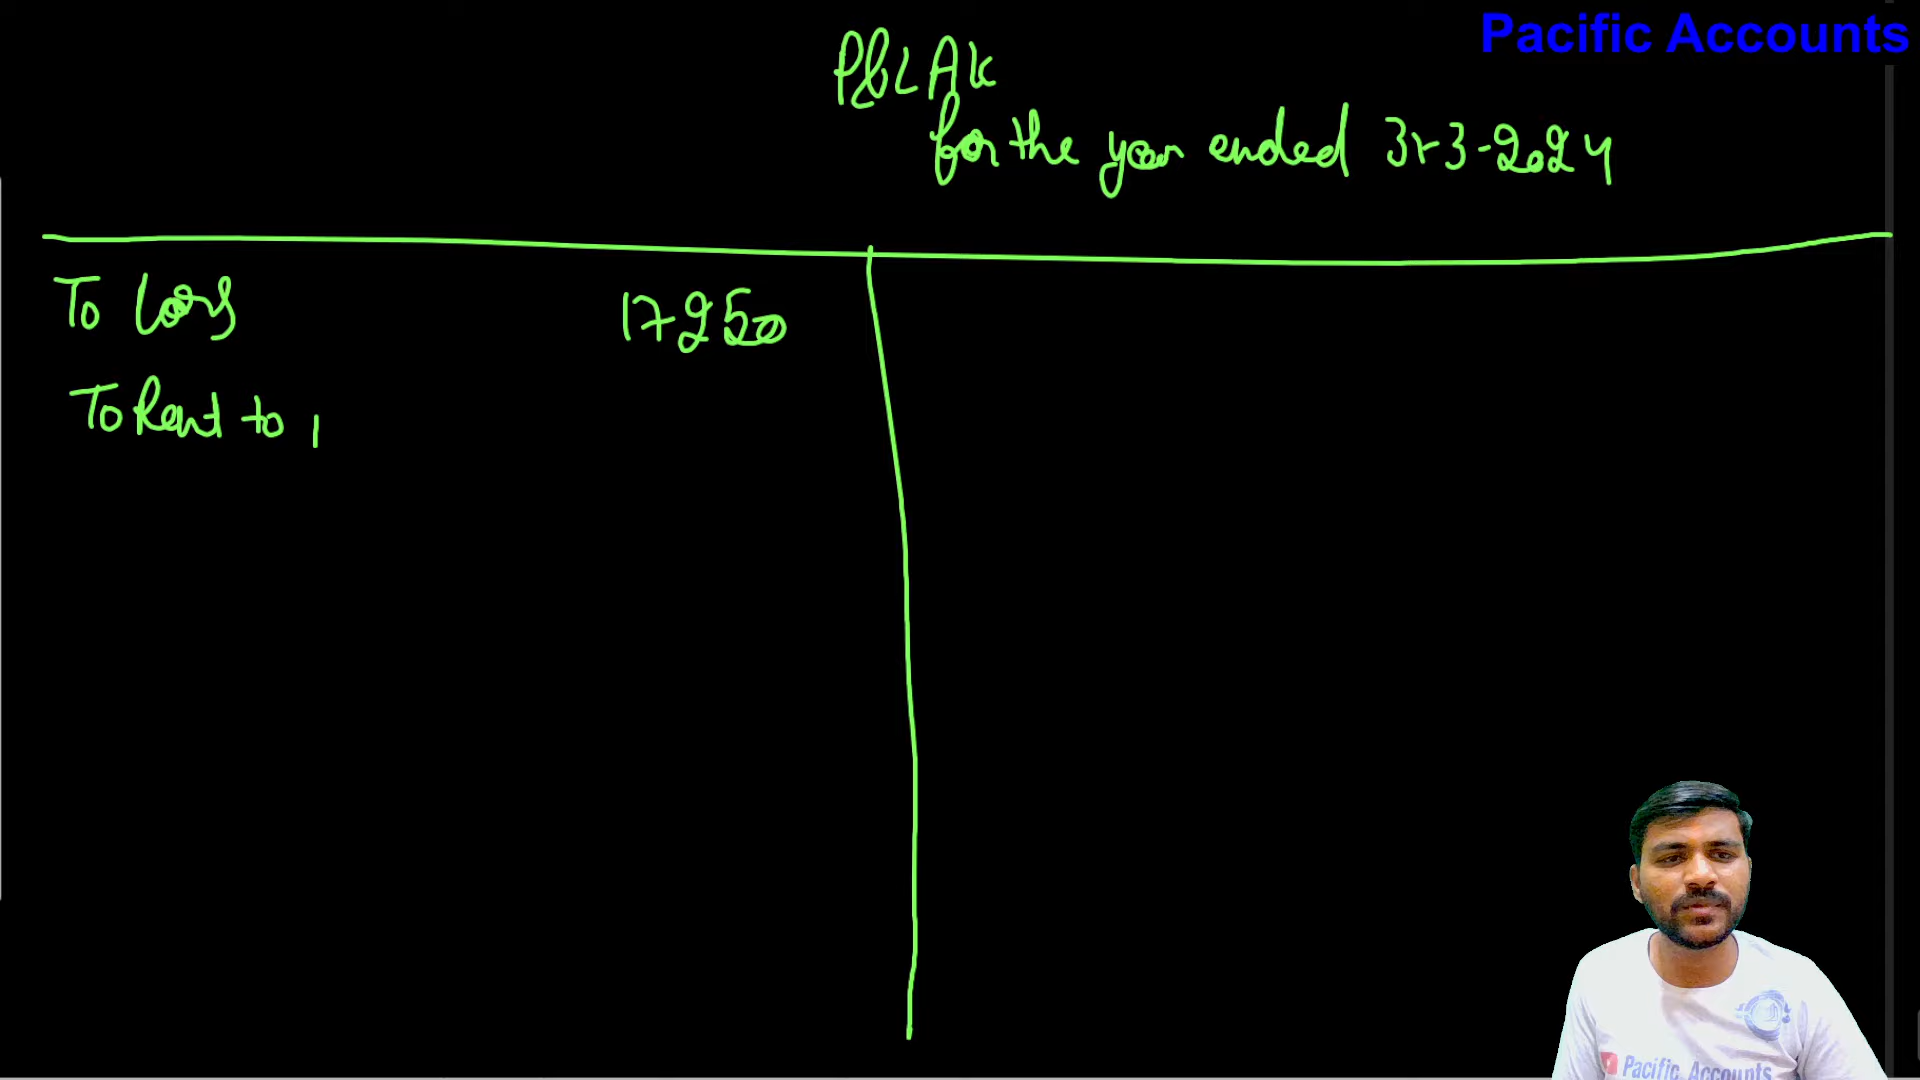 Pacific Accounts
P&L A/c
for the year ended 31-3-2024
To Loss 17250
To Rent to
Pacific Accounts